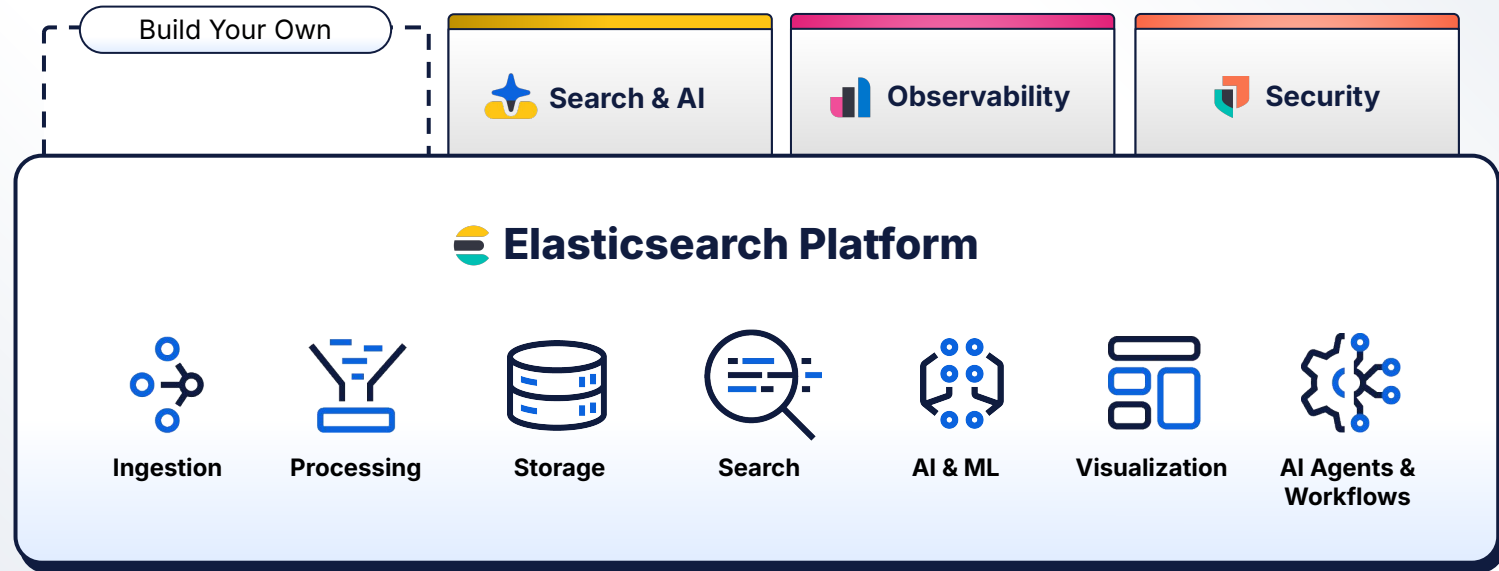 Build Your Own
Search & AI
Observability
Security
Elasticsearch Platform
Ingestion
Processing
Storage
Search
AI & ML
Visualization
AI Agents &
Workflows